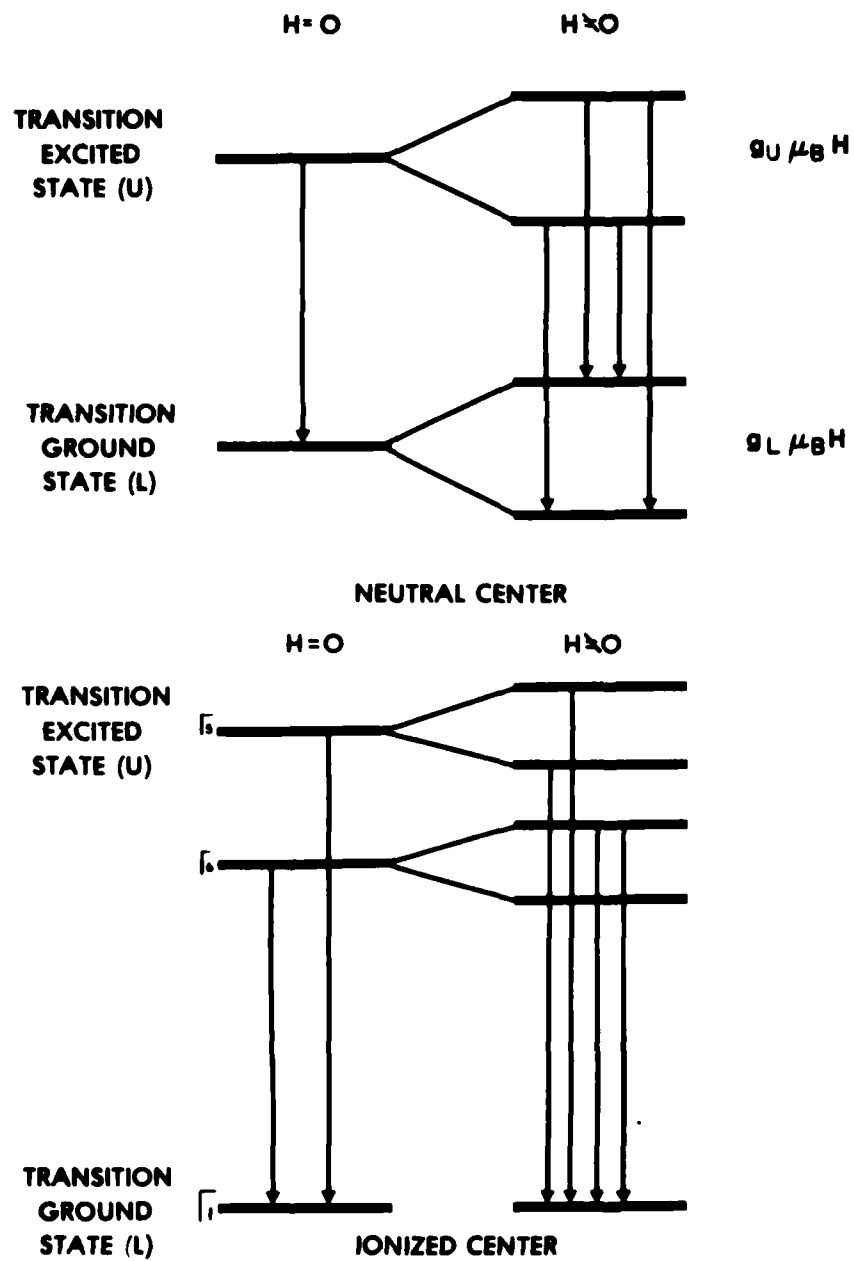 H=O H≠O
TRANSITION
EXCITED
STATE (U)
gU μB H
TRANSITION
GROUND
STATE (L)
gL μB H
NEUTRAL CENTER
H=O H≠O
TRANSITION
EXCITED
STATE (U)
Γ5
Γ6
TRANSITION
GROUND
STATE (L)
Γ1
IONIZED CENTER